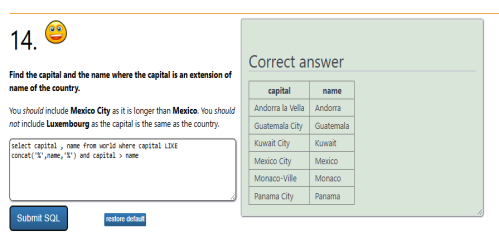 14.
Find the capital and the name where the capital is an extension of
name of the country.
You should include Mexico City as it is longer than Mexico. You should
not include Luxembourg as the capital is the same as the country.
select capital , name from world where capital LIKE
concat('%',name,'%') and capital > name
Submit SQL
restore default
Correct answer
capital name
Andorra la Vella Andorra
Guatemala City Guatemala
Kuwait City Kuwait
Mexico City Mexico
Monaco-Ville Monaco
Panama City Panama